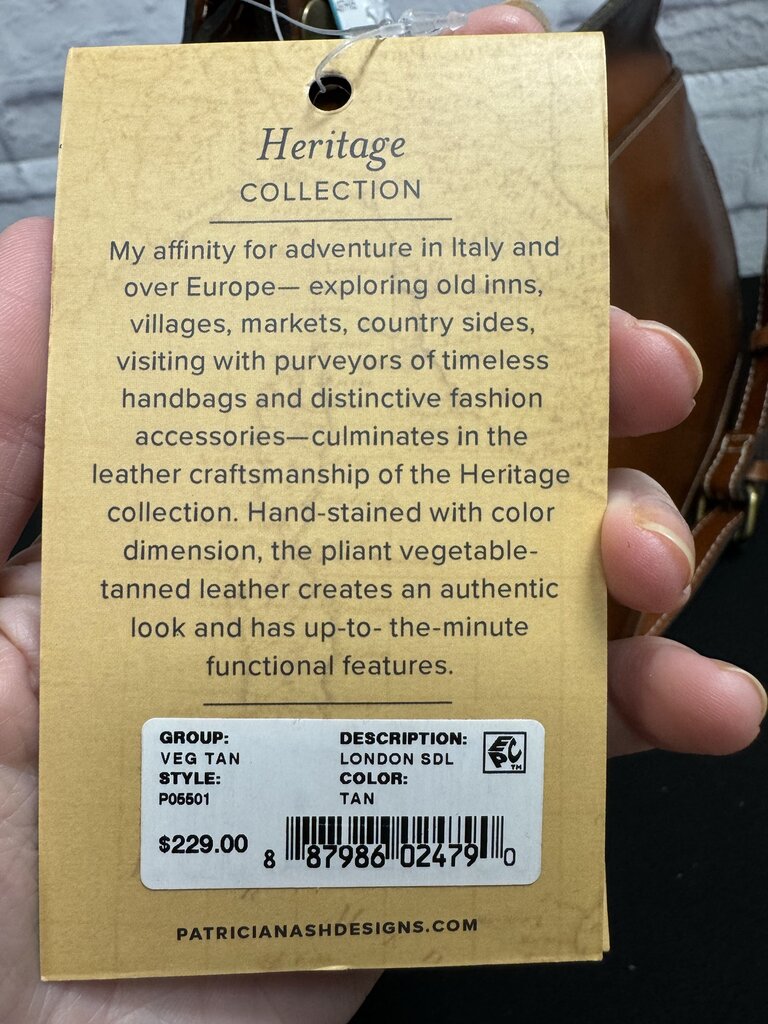 Heritage
COLLECTION
My affinity for adventure in Italy and
over Europe— exploring old inns,
villages, markets, country sides,
visiting with purveyors of timeless
handbags and distinctive fashion
accessories—culminates in the
leather craftsmanship of the Heritage
collection. Hand-stained with color
dimension, the pliant vegetable-
tanned leather creates an authentic
look and has up-to- the-minute
functional features.
GROUP: DESCRIPTION:
VEG TAN LONDON SDL
STYLE: COLOR:
P05501 TAN
EPC TM
$229.00
8 87986 02479 0
PATRICIANASHDESIGNS.COM